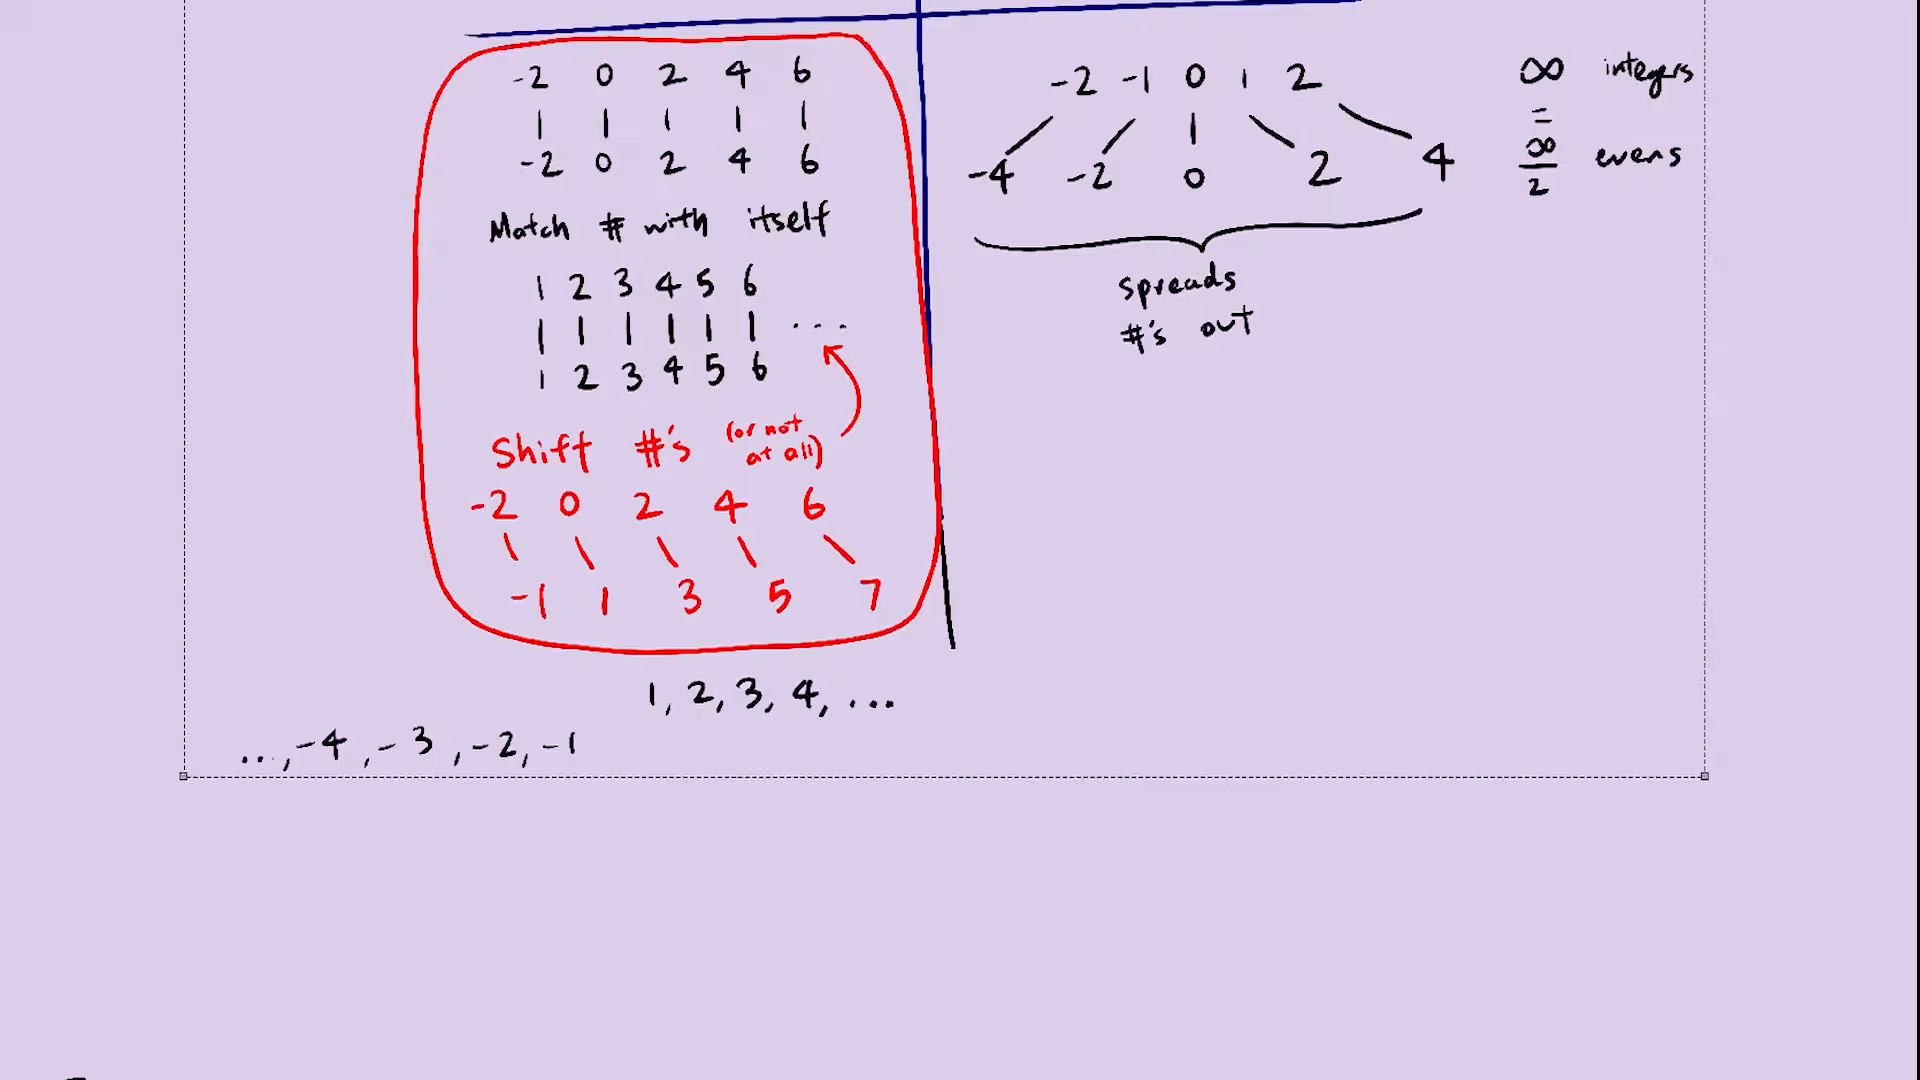 -2 0 2 4 6
| | | | |
-2 0 2 4 6
Match # with itself
1 2 3 4 5 6
| | | | | | ...
1 2 3 4 5 6
Shift #'s (or not
at all)
-2 0 2 4 6
\ \ \ \ \
-1 1 3 5 7
1, 2, 3, 4, ...
..., -4, -3, -2, -1
-2 -1 0 1 2
/ / | \ \
-4 -2 0 2 4
spreads
#'s out
∞ integers
=
∞/2 evens